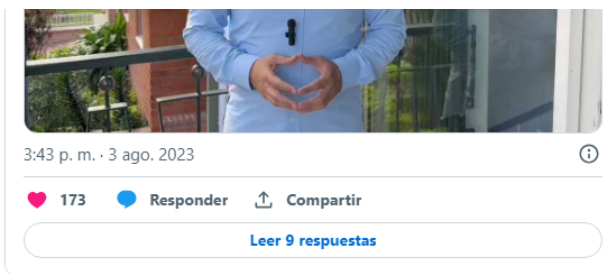 3:43 p. m. · 3 ago. 2023
173 Responder Compartir
Leer 9 respuestas